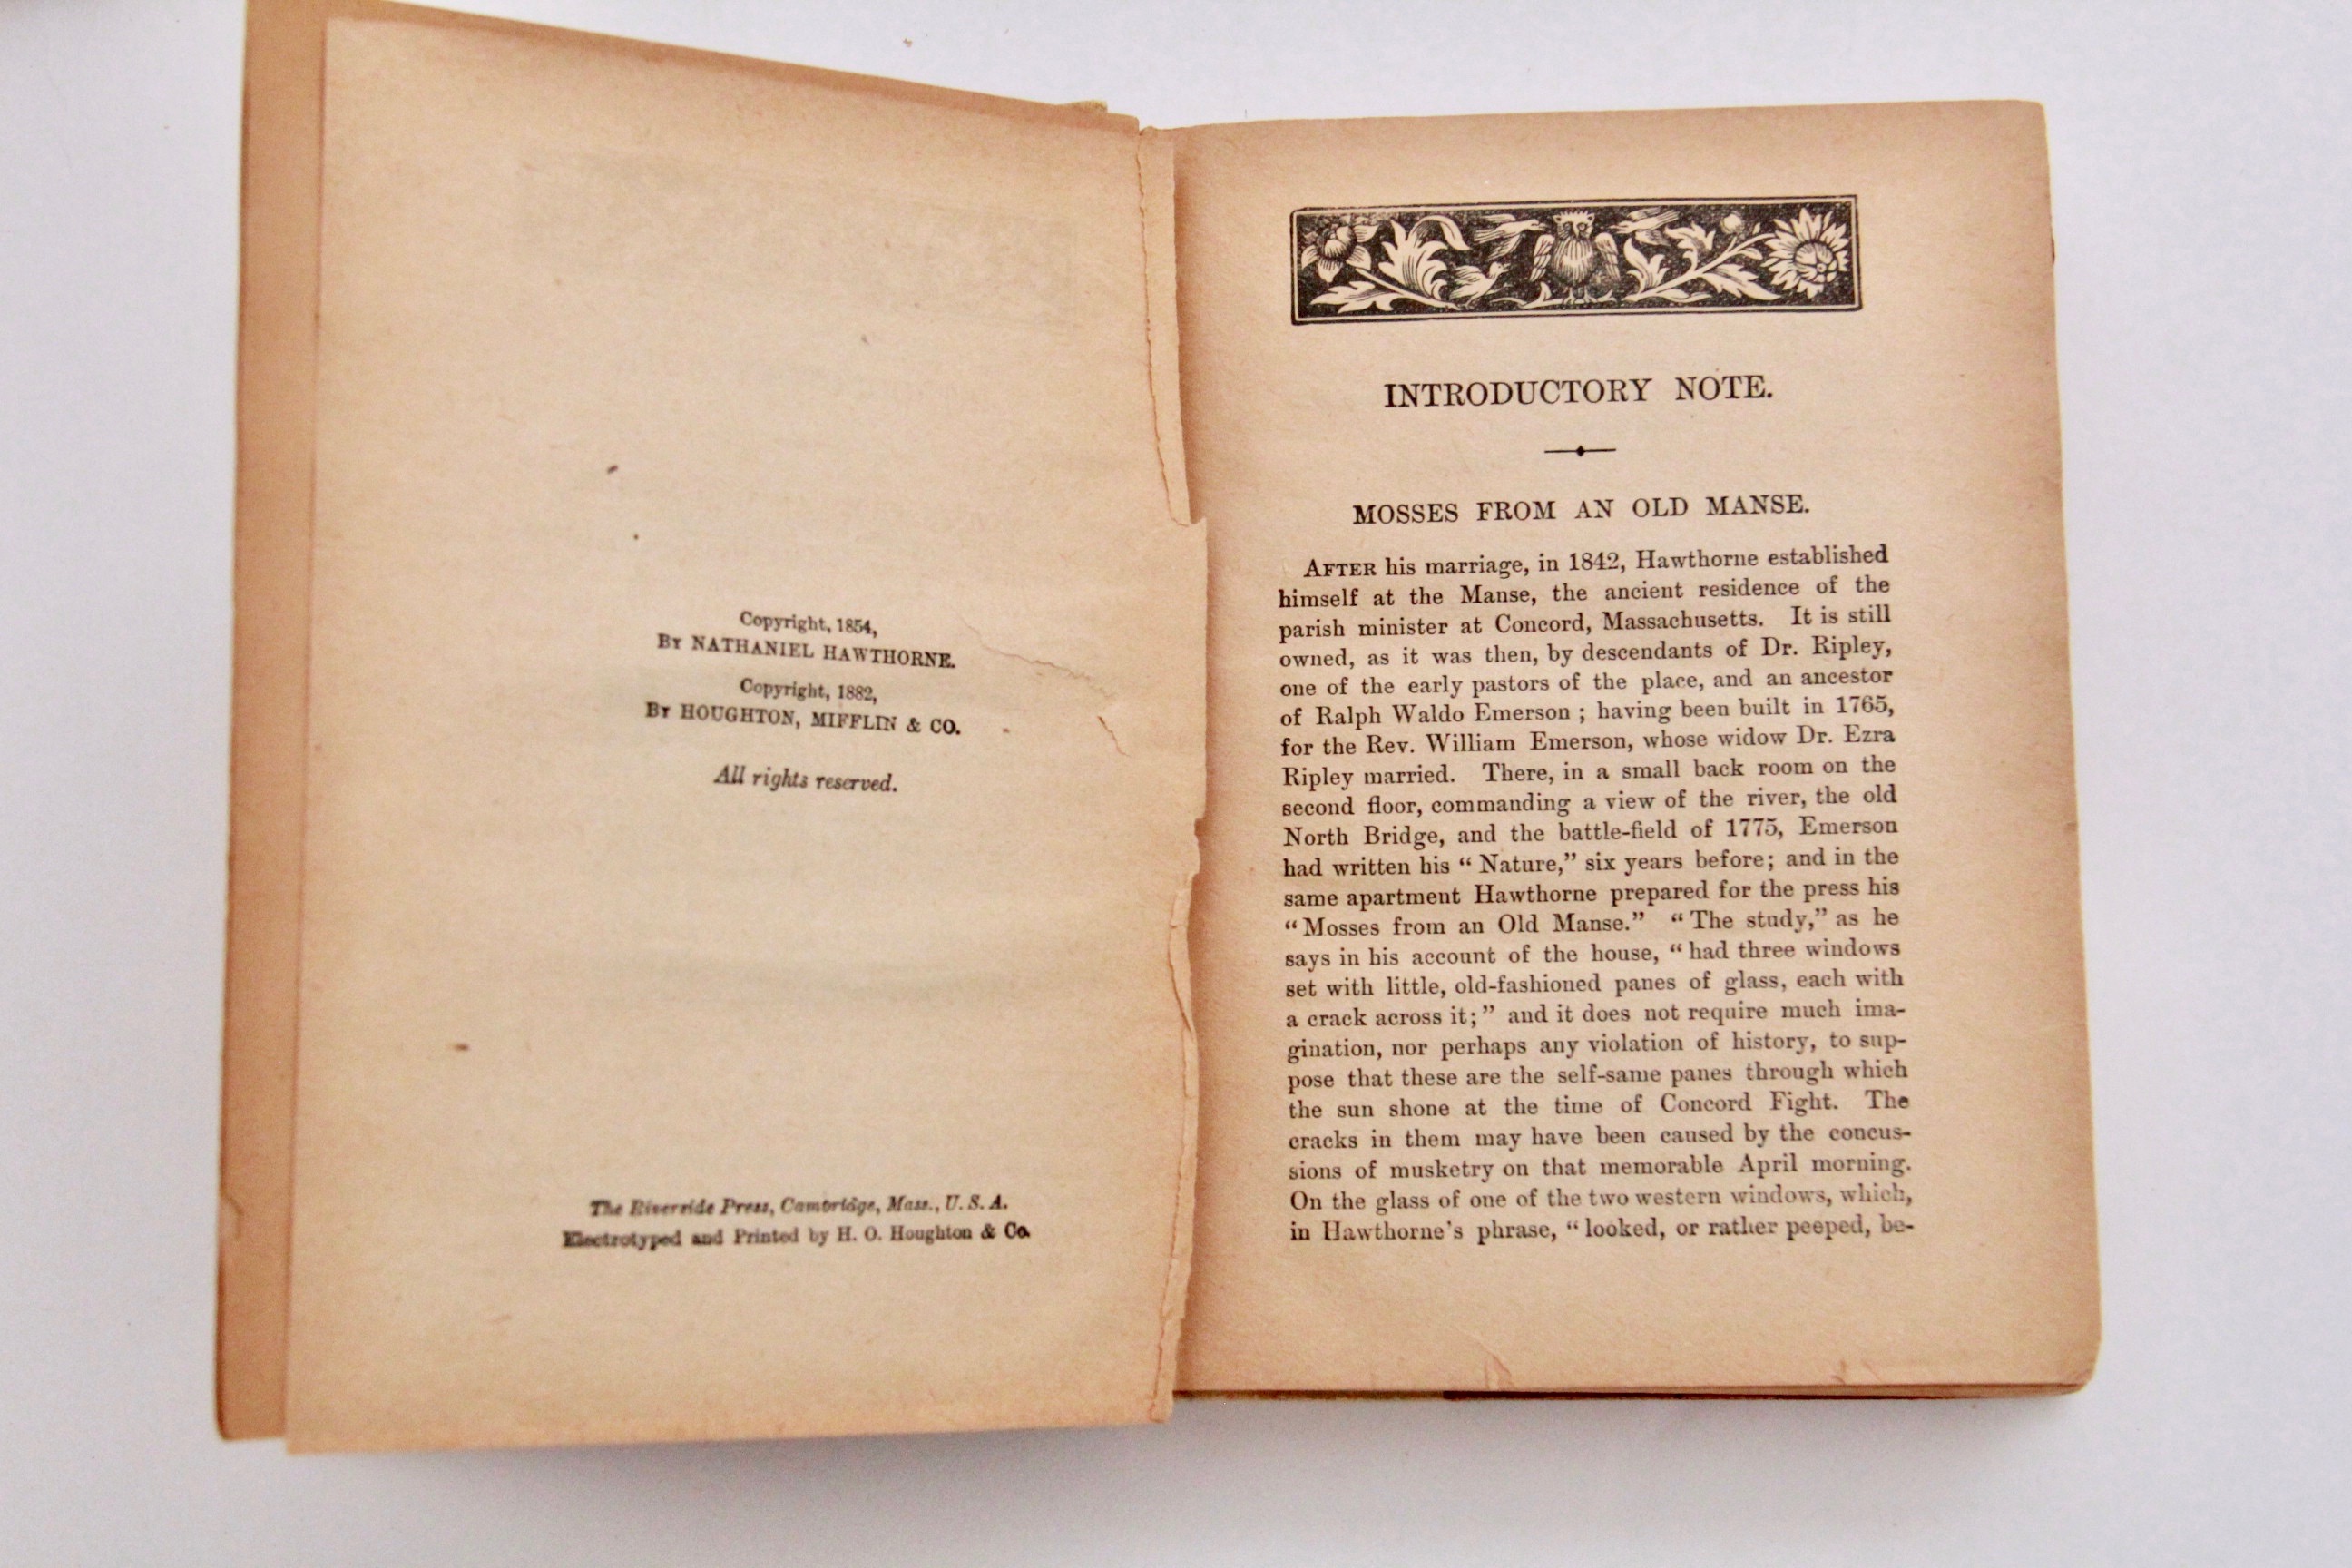 Copyright, 1854,
By NATHANIEL HAWTHORNE.
Copyright, 1882,
By HOUGHTON, MIFFLIN & CO.
All rights reserved.
The Riverside Press, Cambridge, Mass., U. S. A.
Electrotyped and Printed by H. O. Houghton & Co.
INTRODUCTORY NOTE.
MOSSES FROM AN OLD MANSE.
AFTER his marriage, in 1842, Hawthorne established
himself at the Manse, the ancient residence of the
parish minister at Concord, Massachusetts. It is still
owned, as it was then, by descendants of Dr. Ripley,
one of the early pastors of the place, and an ancestor
of Ralph Waldo Emerson ; having been built in 1765,
for the Rev. William Emerson, whose widow Dr. Ezra
Ripley married. There, in a small back room on the
second floor, commanding a view of the river, the old
North Bridge, and the battle-field of 1775, Emerson
had written his “ Nature,” six years before; and in the
same apartment Hawthorne prepared for the press his
“ Mosses from an Old Manse.” “ The study,” as he
says in his account of the house, “ had three windows
set with little, old-fashioned panes of glass, each with
a crack across it; ” and it does not require much ima-
gination, nor perhaps any violation of history, to sup-
pose that these are the self-same panes through which
the sun shone at the time of Concord Fight. The
cracks in them may have been caused by the concus-
sions of musketry on that memorable April morning.
On the glass of one of the two western windows, which,
in Hawthorne's phrase, “ looked, or rather peeped, be-